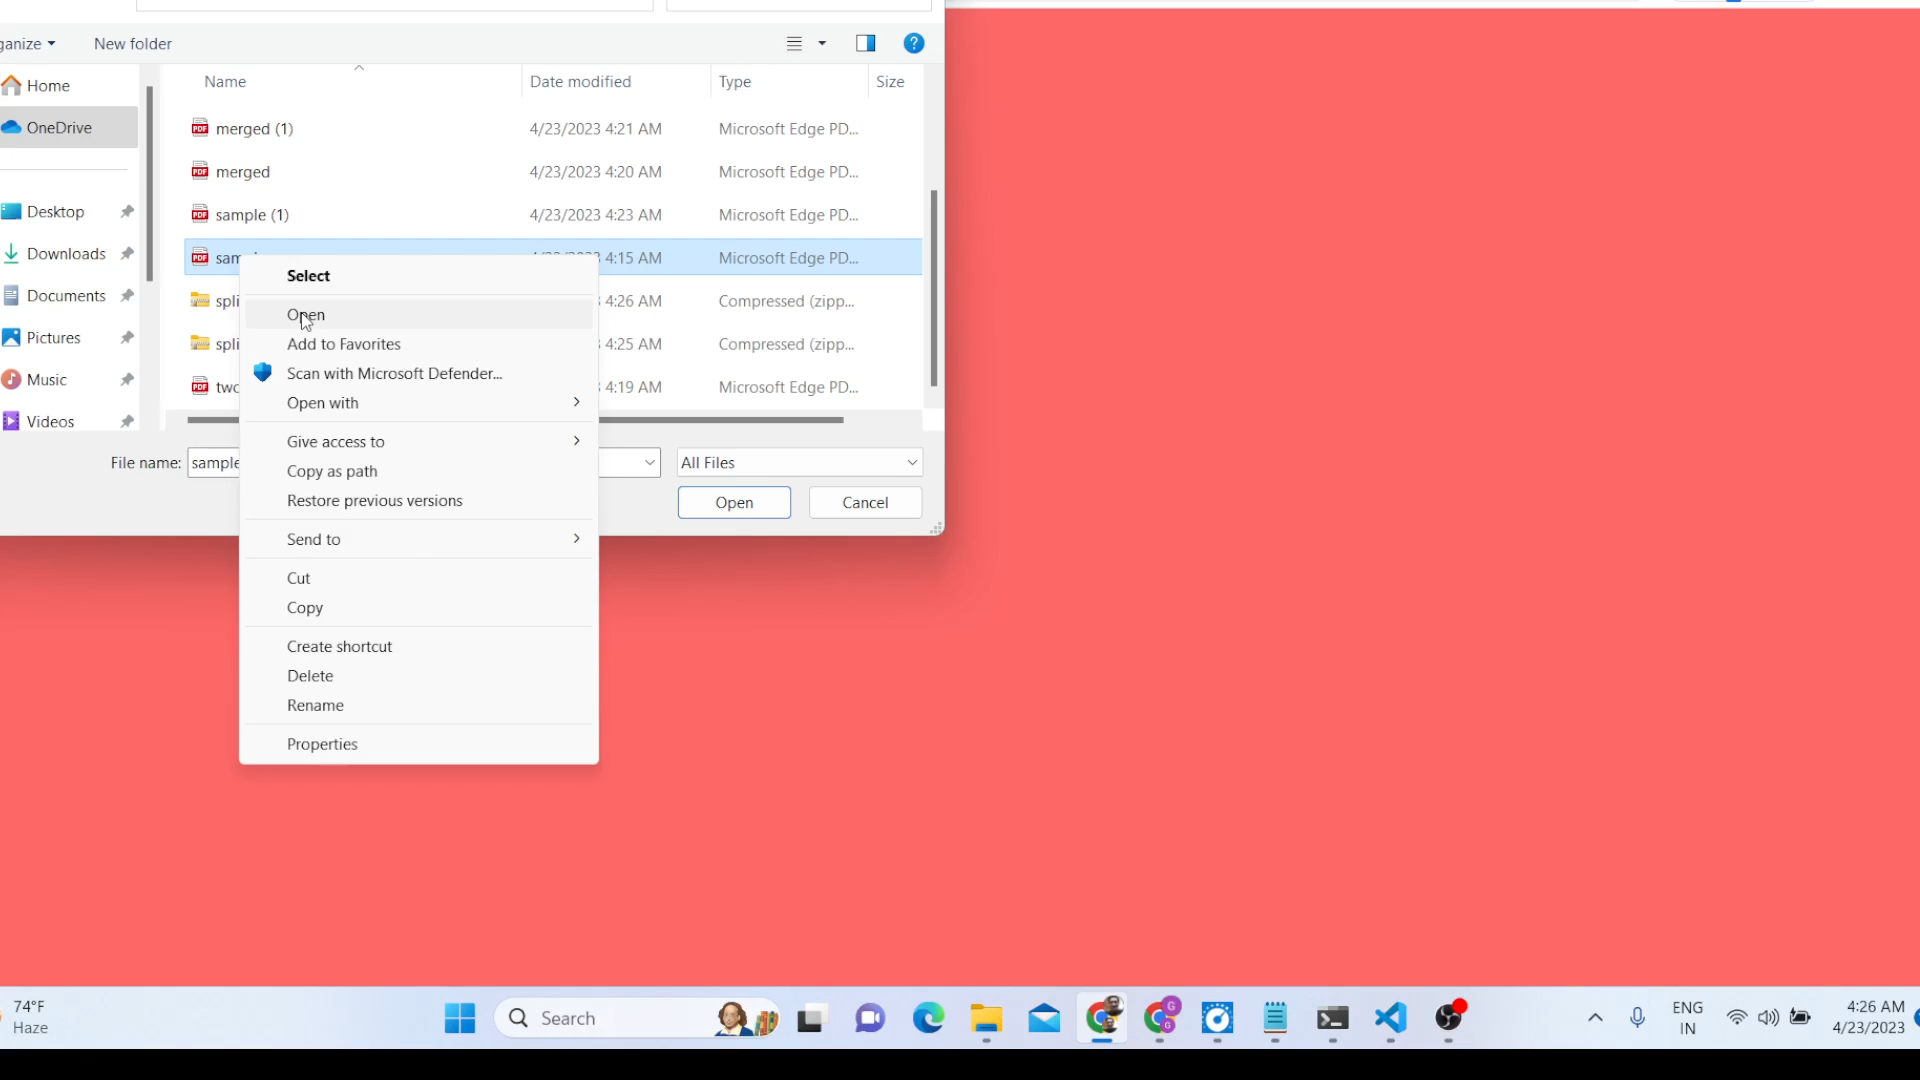 ganize New folder
Name Date modified Type Size
Home
OneDrive
Desktop
Downloads
Documents
Pictures
Music
Videos
merged (1) 4/23/2023 4:21 AM Microsoft Edge PD...
merged 4/23/2023 4:20 AM Microsoft Edge PD...
sample (1) 4/23/2023 4:23 AM Microsoft Edge PD...
4:15 AM Microsoft Edge PD...
spli 4:26 AM Compressed (zipp...
spli 4:25 AM Compressed (zipp...
two 4:19 AM Microsoft Edge PD...
File name: sample All Files
Open Cancel
Select
Open
Add to Favorites
Scan with Microsoft Defender...
Open with
Give access to
Copy as path
Restore previous versions
Send to
Cut
Copy
Create shortcut
Delete
Rename
Properties
74°F
Haze
Search
ENG
IN
4:26 AM
4/23/2023